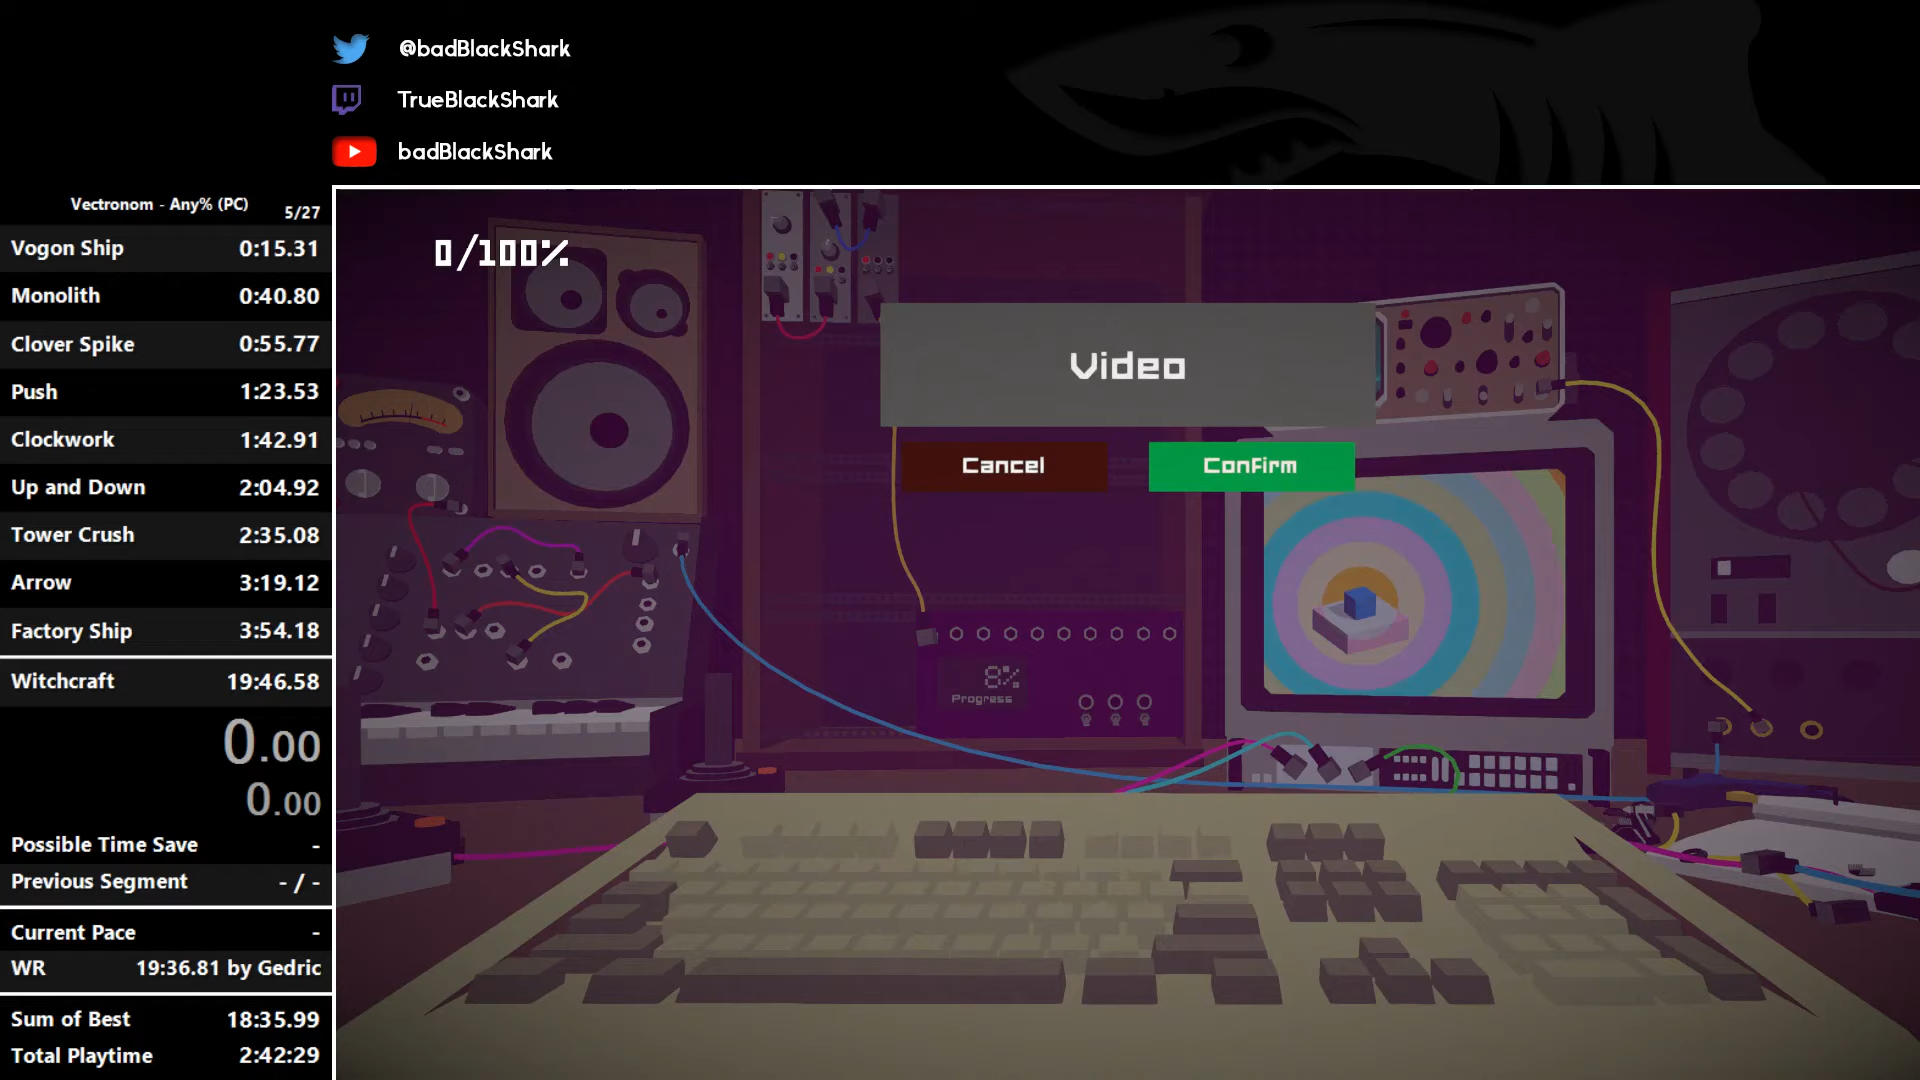 @badBlackShark
TrueBlackShark
badBlackShark
Vectronom - Any% (PC)
5/27
Vogon Ship 0:15.31
Monolith 0:40.80
Clover Spike 0:55.77
Push 1:23.53
Clockwork 1:42.91
Up and Down 2:04.92
Tower Crush 2:35.08
Arrow 3:19.12
Factory Ship 3:54.18
Witchcraft 19:46.58
0.00
0.00
Possible Time Save -
Previous Segment - / -
Current Pace -
WR 19:36.81 by Gedric
Sum of Best 18:35.99
Total Playtime 2:42:29
0/100%
Video
Cancel Confirm
8%
Progress